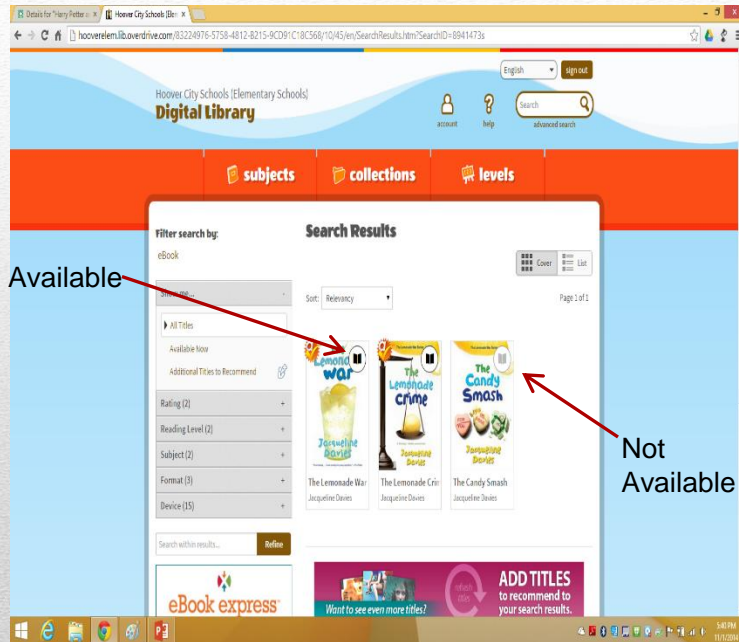 Details for "Harry Potter a
Hoover City Schools (Elem
hooverelem.lib.overdrive.com/83224976-5758-4812-B215-9CD91C18C568/10/45/en/SearchResults.htm?SearchID=8941473s
Hoover City Schools (Elementary Schools)
Digital Library
English
sign out
account
help
Search
advanced search
subjects
collections
levels
Filter search by:
eBook
Search Results
Cover
List
Available
Sort:
Relevancy
Page 1 of 1
All Titles
Available Now
Additional Titles to Recommend
Rating (2)
+
Reading Level (2)
+
Subject (2)
+
Format (3)
+
Device (15)
+
Lemonade
war
Jacqueline
Davies
The
Lemonade
crime
Jacqueline
Davies
The
Candy
Smash
Jacqueline
Davies
Not
Available
The Lemonade War
Jacqueline Davies
The Lemonade Crim
Jacqueline Davies
The Candy Smash
Jacqueline Davies
Search within results...
Refine
eBook express
Want to see even more titles?
ADD TITLES
to recommend to
your search results.
5:40 PM
11/1/2014